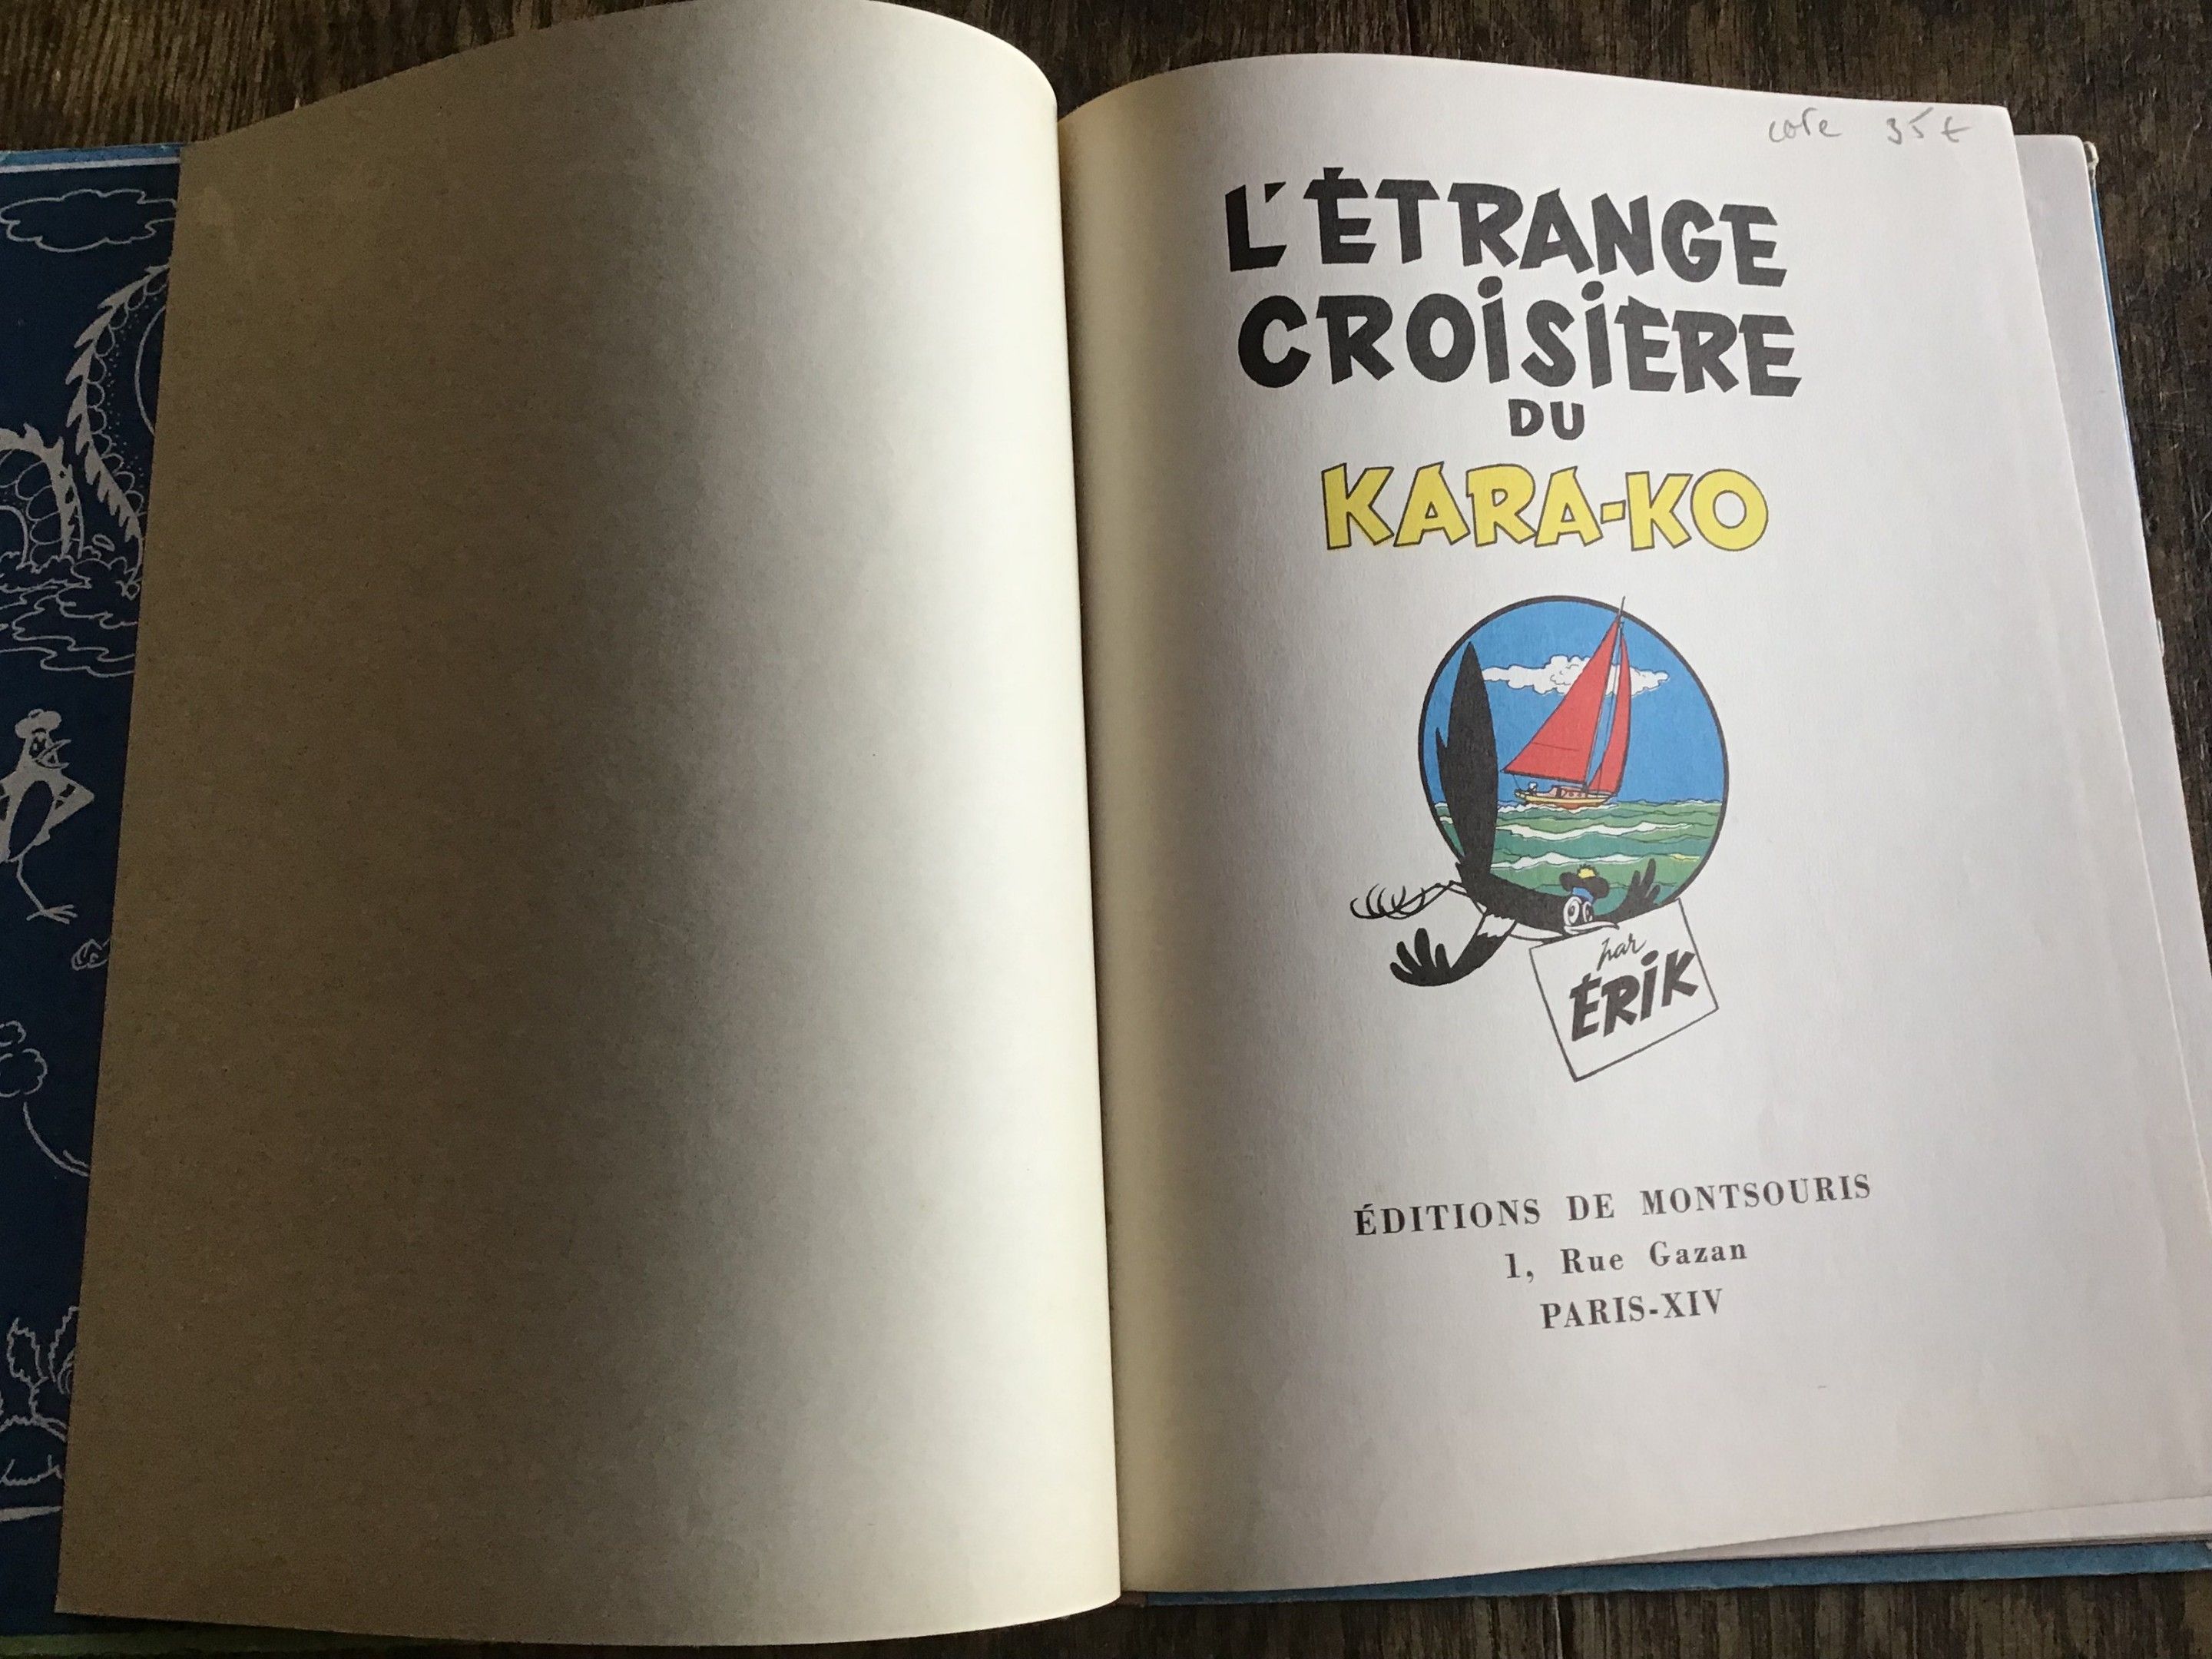 cote 35 €
L'ÉTRANGE
CROISIÈRE
DU
KARA-KO
par
ÉRIK
ÉDITIONS DE MONTSOURIS
1, Rue Gazan
PARIS-XIV